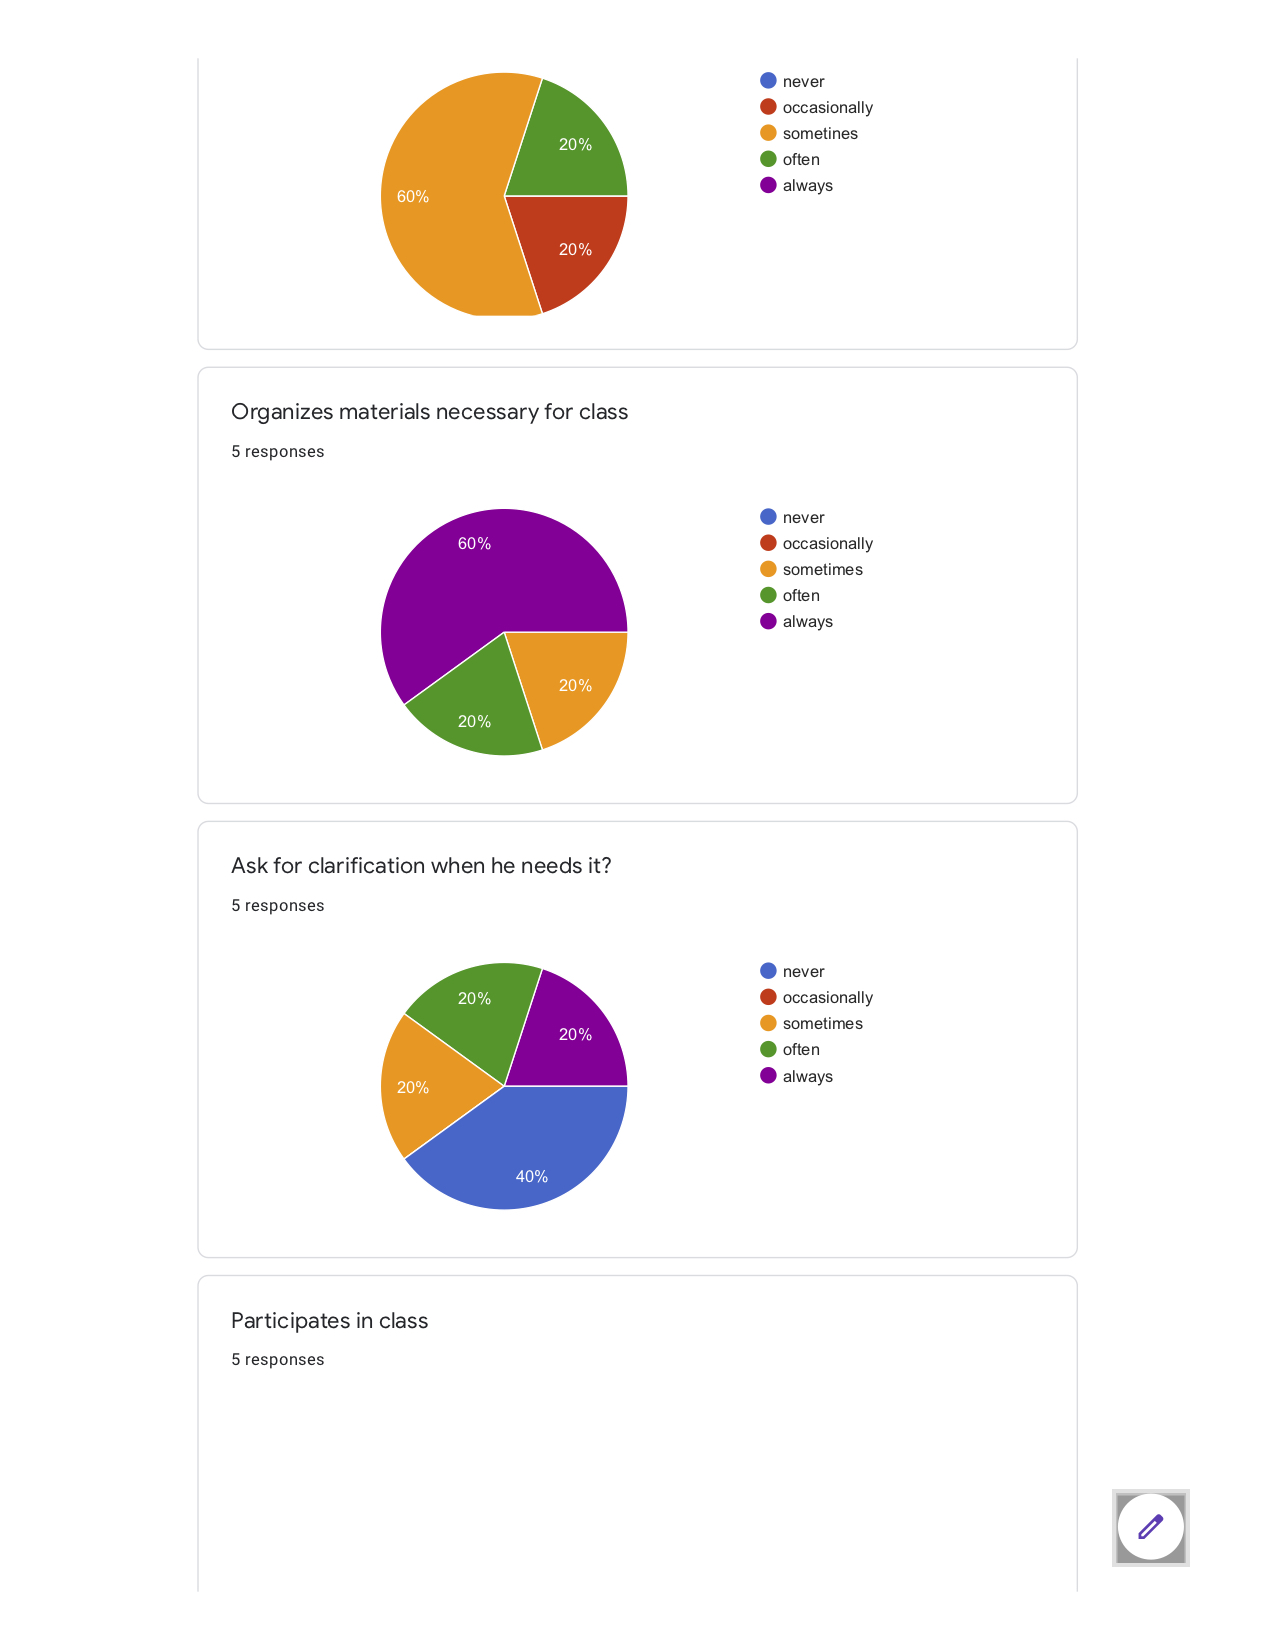 never
occasionally
sometines
often
always
20%
60%
20%
Organizes materials necessary for class
5 responses
never
occasionally
sometimes
often
always
60%
20%
20%
Ask for clarification when he needs it?
5 responses
never
occasionally
sometimes
often
always
20%
20%
20%
40%
Participates in class
5 responses